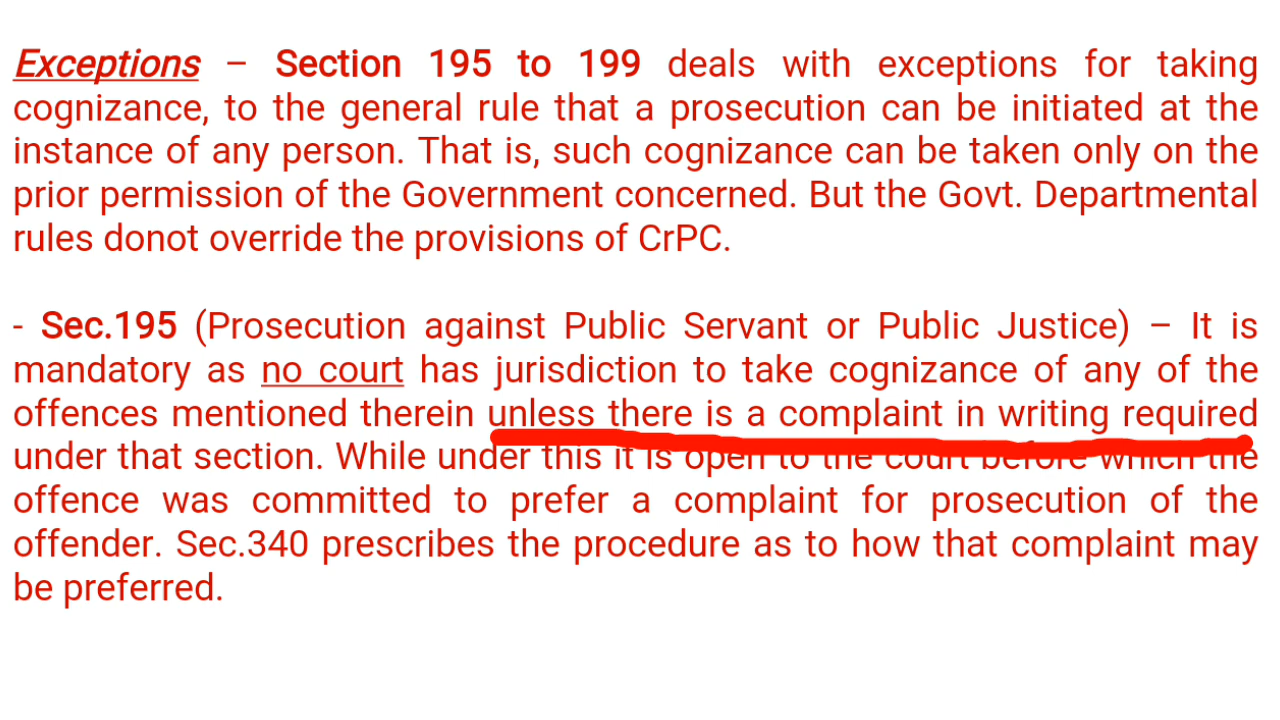 Exceptions – Section 195 to 199 deals with exceptions for taking
cognizance, to the general rule that a prosecution can be initiated at the
instance of any person. That is, such cognizance can be taken only on the
prior permission of the Government concerned. But the Govt. Departmental
rules donot override the provisions of CrPC.
- Sec.195 (Prosecution against Public Servant or Public Justice) – It is
mandatory as no court has jurisdiction to take cognizance of any of the
offences mentioned therein unless there is a complaint in writing required
under that section. While under this it is open to the court before which the
offence was committed to prefer a complaint for prosecution of the
offender. Sec.340 prescribes the procedure as to how that complaint may
be preferred.